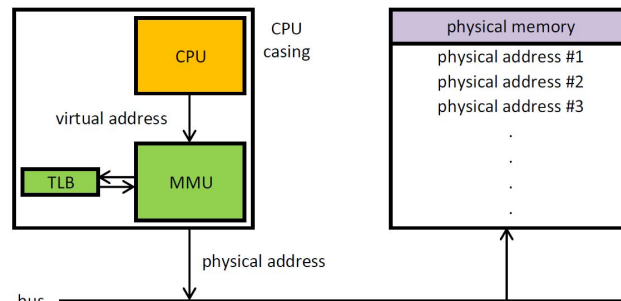 CPU
casing
CPU
virtual address
TLB
MMU
physical address
bus
physical memory
physical address #1
physical address #2
physical address #3
.
.
.
.